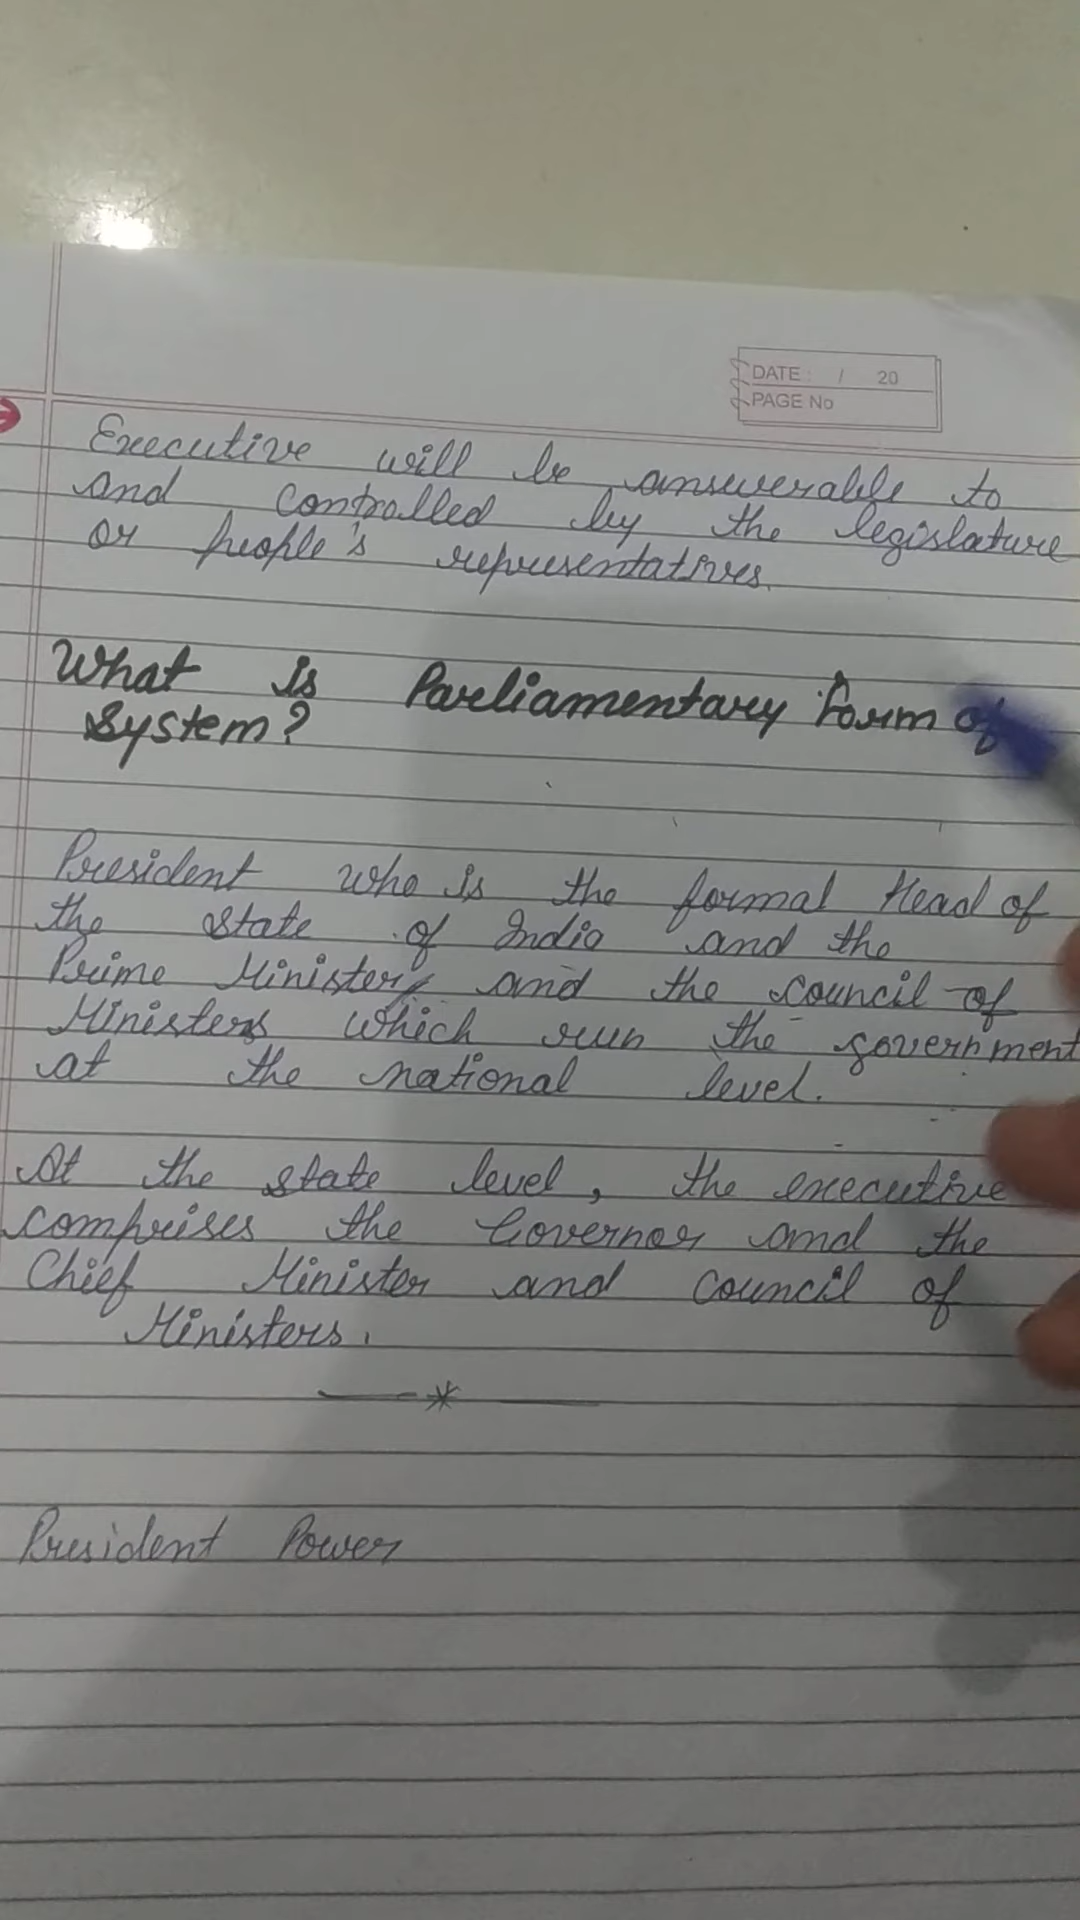 DATE : / 20
PAGE No
Executive will be answerable to
and controlled by the legislature
or people's representatives.
What is Parliamentary Form of
System?
President who is the formal Head of
the state of India and the
Prime Minister, and the council of
Ministers which run the government
at the national level.
At the state level, the executive
comprises the Governor and the
Chief Minister and council of
Ministers.
President Power